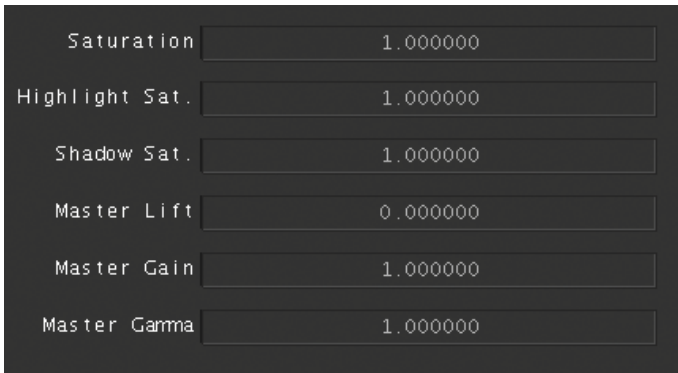 Saturation 1.000000
Highlight Sat. 1.000000
Shadow Sat. 1.000000
Master Lift 0.000000
Master Gain 1.000000
Master Gamma 1.000000